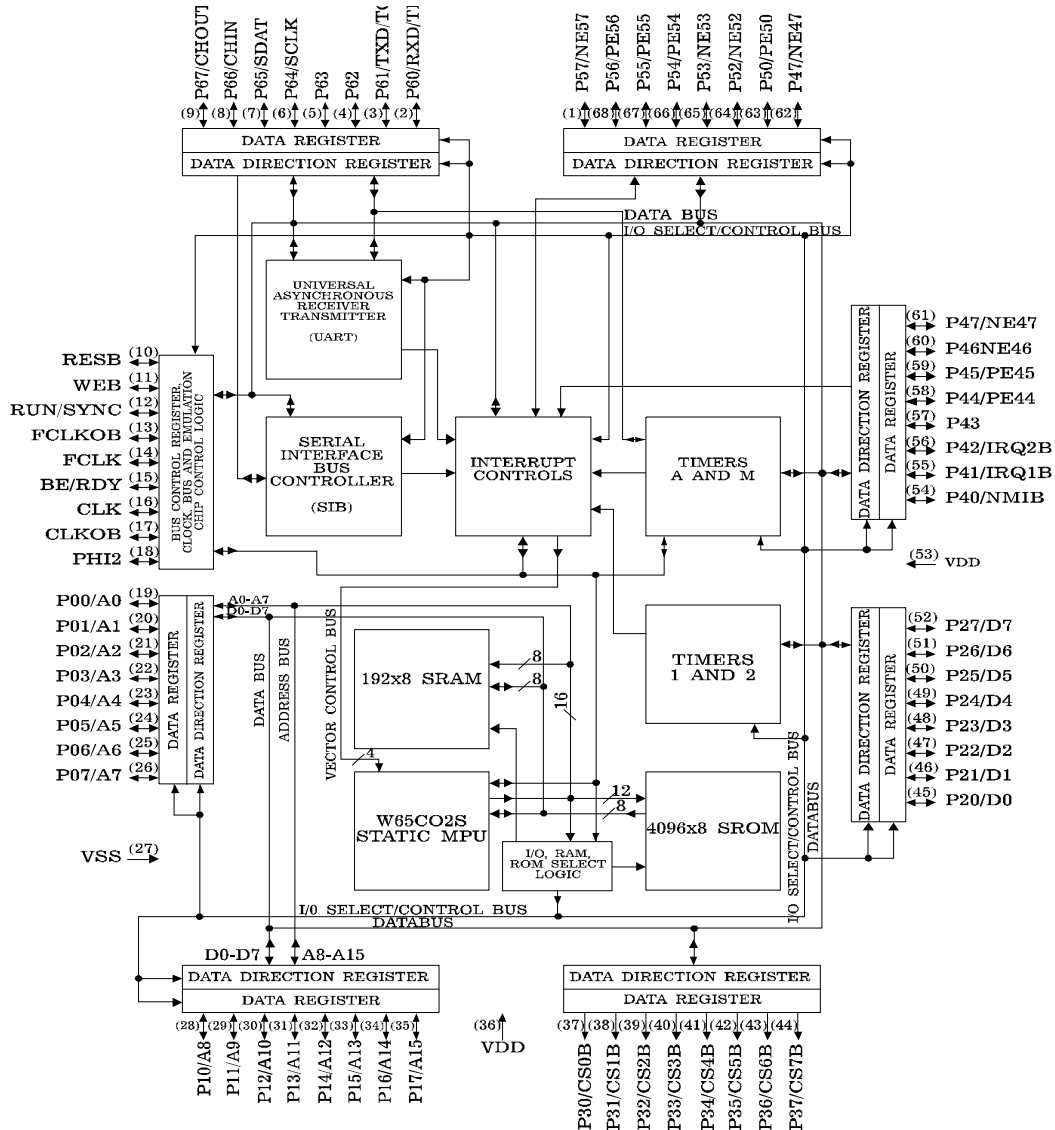 P67/CHOUT
P66/CHIN
P65/SDAT
P64/SCLK
P63
P62
P61/TXD/T
P60/RXD/T
(9)
(8)
(7)
(6)
(5)
(4)
(3)
(2)
DATA REGISTER
DATA DIRECTION REGISTER
P57/NE57
P56/PE56
P55/PE55
P54/PE54
P53/NE53
P52/NE52
P50/PE50
P47/NE47
(1)
(68)
(67)
(66)
(65)
(64)
(63)
(62)
DATA REGISTER
DATA DIRECTION REGISTER
DATA BUS
I/O SELECT/CONTROL BUS
UNIVERSAL
ASYNCHRONOUS
RECEIVER
TRANSMITTER
(UART)
RESB (10)
WEB (11)
RUN/SYNC (12)
FCLKOB (13)
FCLK (14)
BE/RDY (15)
CLK (16)
CLKOB (17)
PHI2 (18)
BUS CONTROL REGISTER,
CLOCK, BUS AND EMULATION
CHIP CONTROL LOGIC
SERIAL
INTERFACE
BUS
CONTROLLER
(SIB)
INTERRUPT
CONTROLS
TIMERS
A AND M
DATA DIRECTION REGISTER
DATA REGISTER
(61) P47/NE47
(60) P46NE46
(59) P45/PE45
(58) P44/PE44
(57) P43
(56) P42/IRQ2B
(55) P41/IRQ1B
(54) P40/NMIB
(53) VDD
P00/A0 (19)
P01/A1 (20)
P02/A2 (21)
P03/A3 (22)
P04/A4 (23)
P05/A5 (24)
P06/A6 (25)
P07/A7 (26)
VSS (27)
DATA REGISTER
DATA DIRECTION REGISTER
A0-A7
D0-D7
DATA BUS
ADDRESS BUS
VECTOR CONTROL BUS
192x8 SRAM
8
8
16
4
TIMERS
1 AND 2
W65CO2S
STATIC MPU
12
8
4096x8 SROM
I/O, RAM,
ROM SELECT
LOGIC
I/O SELECT/CONTROL BUS
DATABUS
DATA DIRECTION REGISTER
DATA REGISTER
(52) P27/D7
(51) P26/D6
(50) P25/D5
(49) P24/D4
(48) P23/D3
(47) P22/D2
(46) P21/D1
(45) P20/D0
I/0 SELECT/CONTROL BUS
DATABUS
D0-D7
A8-A15
DATA DIRECTION REGISTER
DATA REGISTER
(28)
(29)
(30)
(31)
(32)
(33)
(34)
(35)
P10/A8
P11/A9
P12/A10
P13/A11
P14/A12
P15/A13
P16/A14
P17/A15
(36)
VDD
DATA DIRECTION REGISTER
DATA REGISTER
(37)
(38)
(39)
(40)
(41)
(42)
(43)
(44)
P30/CS0B
P31/CS1B
P32/CS2B
P33/CS3B
P34/CS4B
P35/CS5B
P36/CS6B
P37/CS7B